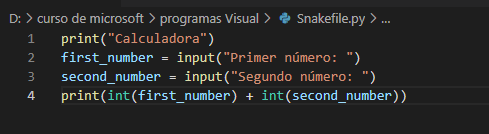 D: > curso de microsoft > programas Visual > Snakefile.py > ...
1 print("Calculadora")
2 first_number = input("Primer número: ")
3 second_number = input("Segundo número: ")
4 print(int(first_number) + int(second_number))